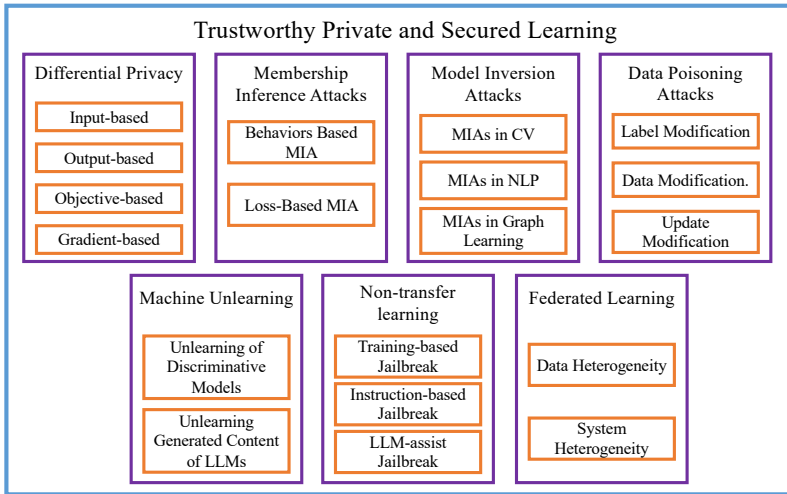 Trustworthy Private and Secured Learning
Differential Privacy
Input-based
Output-based
Objective-based
Gradient-based
Membership
Inference Attacks
Behaviors Based
MIA
Loss-Based MIA
Model Inversion
Attacks
MIAs in CV
MIAs in NLP
MIAs in Graph
Learning
Data Poisoning
Attacks
Label Modification
Data Modification.
Update
Modification
Machine Unlearning
Unlearning of
Discriminative
Models
Unlearning
Generated Content
of LLMs
Non-transfer
learning
Training-based
Jailbreak
Instruction-based
Jailbreak
LLM-assist
Jailbreak
Federated Learning
Data Heterogeneity
System
Heterogeneity